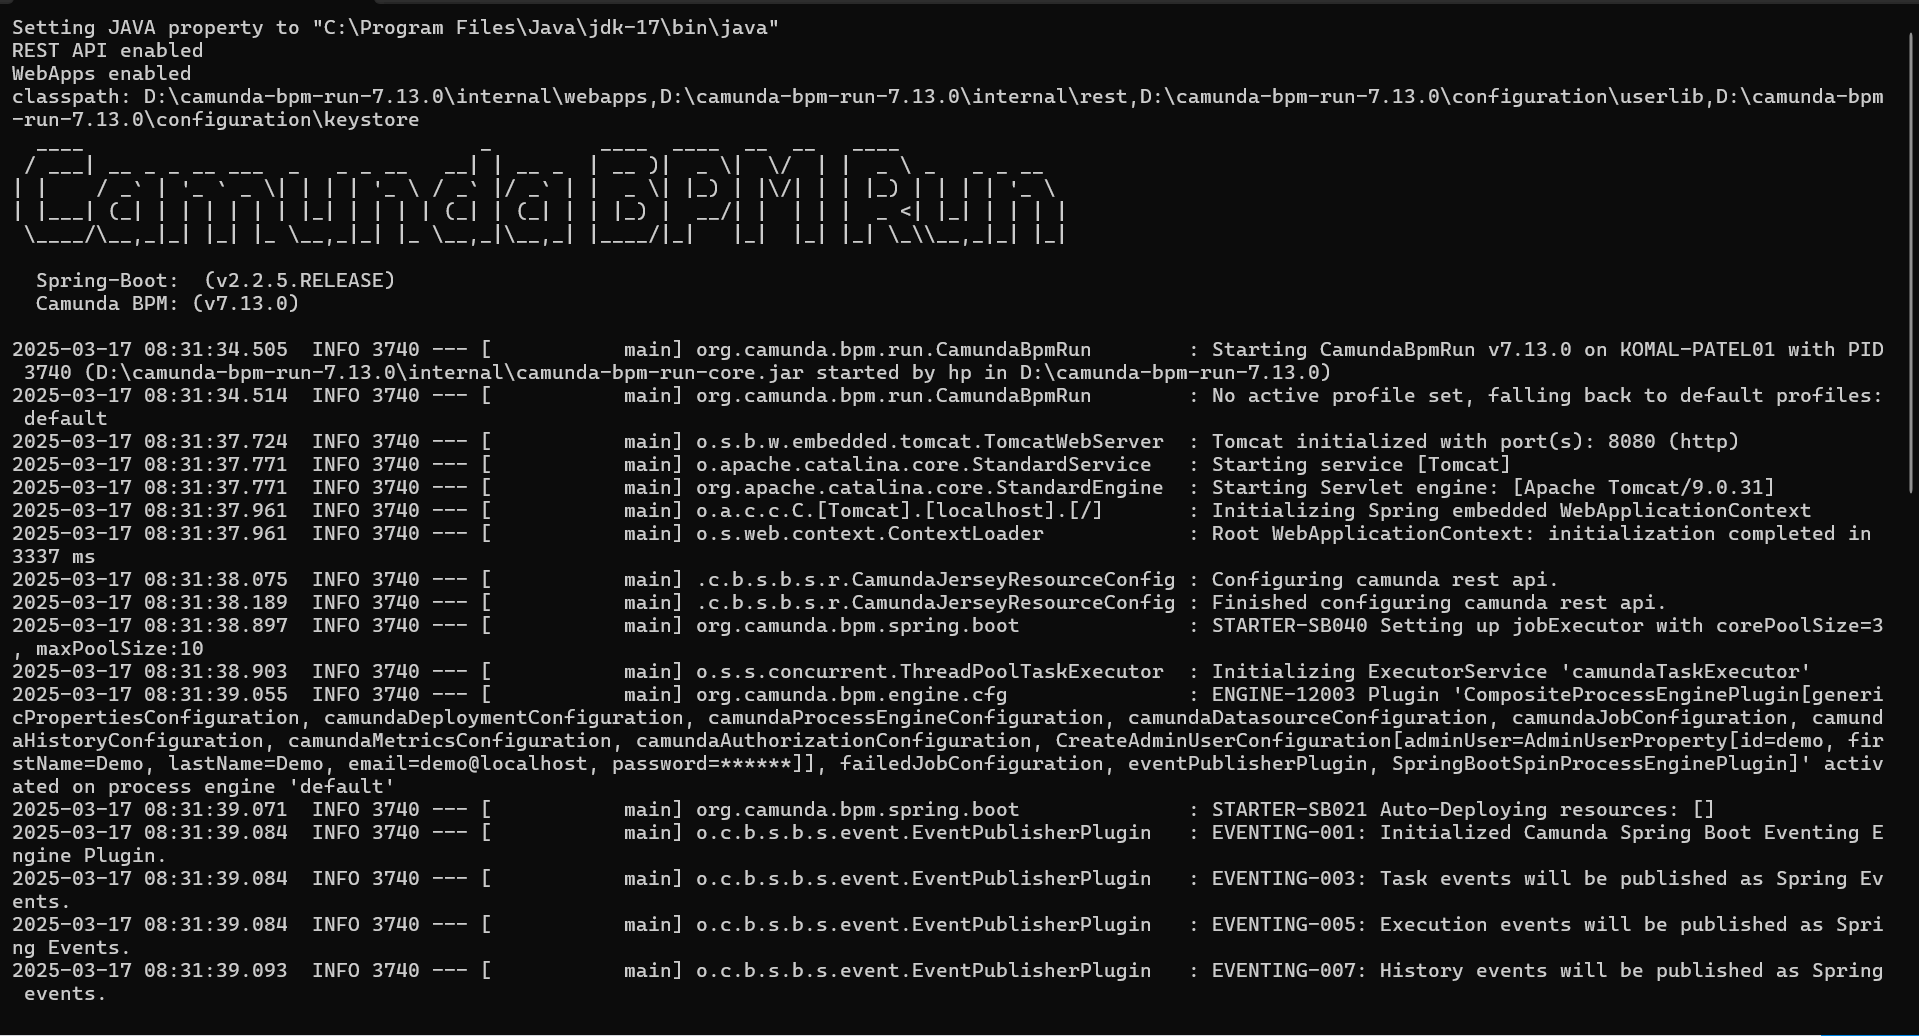 Setting JAVA property to "C:\Program Files\Java\jdk-17\bin\java"
REST API enabled
WebApps enabled
classpath: D:\camunda-bpm-run-7.13.0\internal\webapps,D:\camunda-bpm-run-7.13.0\internal\rest,D:\camunda-bpm-run-7.13.0\configuration\userlib,D:\camunda-bpm
-run-7.13.0\configuration\keystore
Camunda BPM Run
Spring-Boot:  (v2.2.5.RELEASE)
Camunda BPM: (v7.13.0)
2025-03-17 08:31:34.505  INFO 3740 --- [           main] org.camunda.bpm.run.CamundaBpmRun        : Starting CamundaBpmRun v7.13.0 on KOMAL-PATEL01 with PID
 3740 (D:\camunda-bpm-run-7.13.0\internal\camunda-bpm-run-core.jar started by hp in D:\camunda-bpm-run-7.13.0)
2025-03-17 08:31:34.514  INFO 3740 --- [           main] org.camunda.bpm.run.CamundaBpmRun        : No active profile set, falling back to default profiles:
 default
2025-03-17 08:31:37.724  INFO 3740 --- [           main] o.s.b.w.embedded.tomcat.TomcatWebServer  : Tomcat initialized with port(s): 8080 (http)
2025-03-17 08:31:37.771  INFO 3740 --- [           main] o.apache.catalina.core.StandardService   : Starting service [Tomcat]
2025-03-17 08:31:37.771  INFO 3740 --- [           main] org.apache.catalina.core.StandardEngine  : Starting Servlet engine: [Apache Tomcat/9.0.31]
2025-03-17 08:31:37.961  INFO 3740 --- [           main] o.a.c.c.C.[Tomcat].[localhost].[/]       : Initializing Spring embedded WebApplicationContext
2025-03-17 08:31:37.961  INFO 3740 --- [           main] o.s.web.context.ContextLoader            : Root WebApplicationContext: initialization completed in
3337 ms
2025-03-17 08:31:38.075  INFO 3740 --- [           main] .c.b.s.b.s.r.CamundaJerseyResourceConfig : Configuring camunda rest api.
2025-03-17 08:31:38.189  INFO 3740 --- [           main] .c.b.s.b.s.r.CamundaJerseyResourceConfig : Finished configuring camunda rest api.
2025-03-17 08:31:38.897  INFO 3740 --- [           main] org.camunda.bpm.spring.boot              : STARTER-SB040 Setting up jobExecutor with corePoolSize=3
, maxPoolSize:10
2025-03-17 08:31:38.903  INFO 3740 --- [           main] o.s.s.concurrent.ThreadPoolTaskExecutor  : Initializing ExecutorService 'camundaTaskExecutor'
2025-03-17 08:31:39.055  INFO 3740 --- [           main] org.camunda.bpm.engine.cfg               : ENGINE-12003 Plugin 'CompositeProcessEnginePlugin[generi
cPropertiesConfiguration, camundaDeploymentConfiguration, camundaProcessEngineConfiguration, camundaDatasourceConfiguration, camundaJobConfiguration, camund
aHistoryConfiguration, camundaMetricsConfiguration, camundaAuthorizationConfiguration, CreateAdminUserConfiguration[adminUser=AdminUserProperty[id=demo, fir
stName=Demo, lastName=Demo, email=demo@localhost, password=******]], failedJobConfiguration, eventPublisherPlugin, SpringBootSpinProcessEnginePlugin]' activ
ated on process engine 'default'
2025-03-17 08:31:39.071  INFO 3740 --- [           main] org.camunda.bpm.spring.boot              : STARTER-SB021 Auto-Deploying resources: []
2025-03-17 08:31:39.084  INFO 3740 --- [           main] o.c.b.s.b.s.event.EventPublisherPlugin   : EVENTING-001: Initialized Camunda Spring Boot Eventing E
ngine Plugin.
2025-03-17 08:31:39.084  INFO 3740 --- [           main] o.c.b.s.b.s.event.EventPublisherPlugin   : EVENTING-003: Task events will be published as Spring Ev
ents.
2025-03-17 08:31:39.084  INFO 3740 --- [           main] o.c.b.s.b.s.event.EventPublisherPlugin   : EVENTING-005: Execution events will be published as Spri
ng Events.
2025-03-17 08:31:39.093  INFO 3740 --- [           main] o.c.b.s.b.s.event.EventPublisherPlugin   : EVENTING-007: History events will be published as Spring
 events.